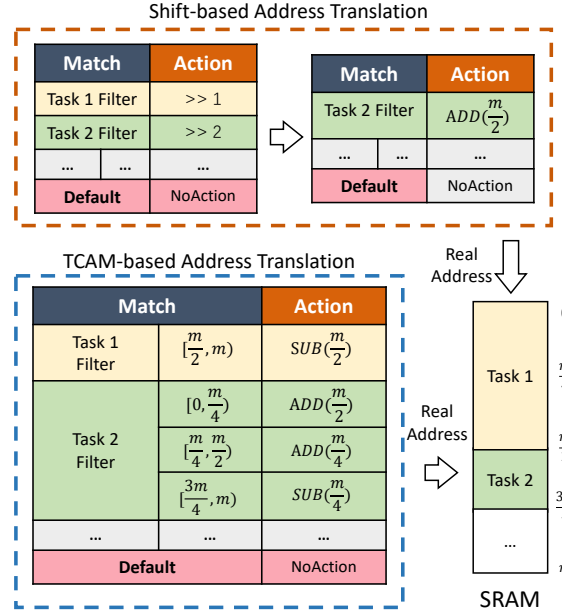 Shift-based Address Translation
Match Action
Task 1 Filter >> 1
Task 2 Filter >> 2
... ... ...
Default NoAction
Match Action
Task 2 Filter ADD(m/2)
... ... ...
Default NoAction
Real
Address
TCAM-based Address Translation
Match Action
Task 1
Filter
[m/2, m) SUB(m/2)
Task 2
Filter
[0, m/4) ADD(m/2)
[m/4, m/2) ADD(m/4)
[3m/4, m) SUB(m/4)
... ... ...
Default NoAction
Real
Address
Task 1
Task 2
...
SRAM